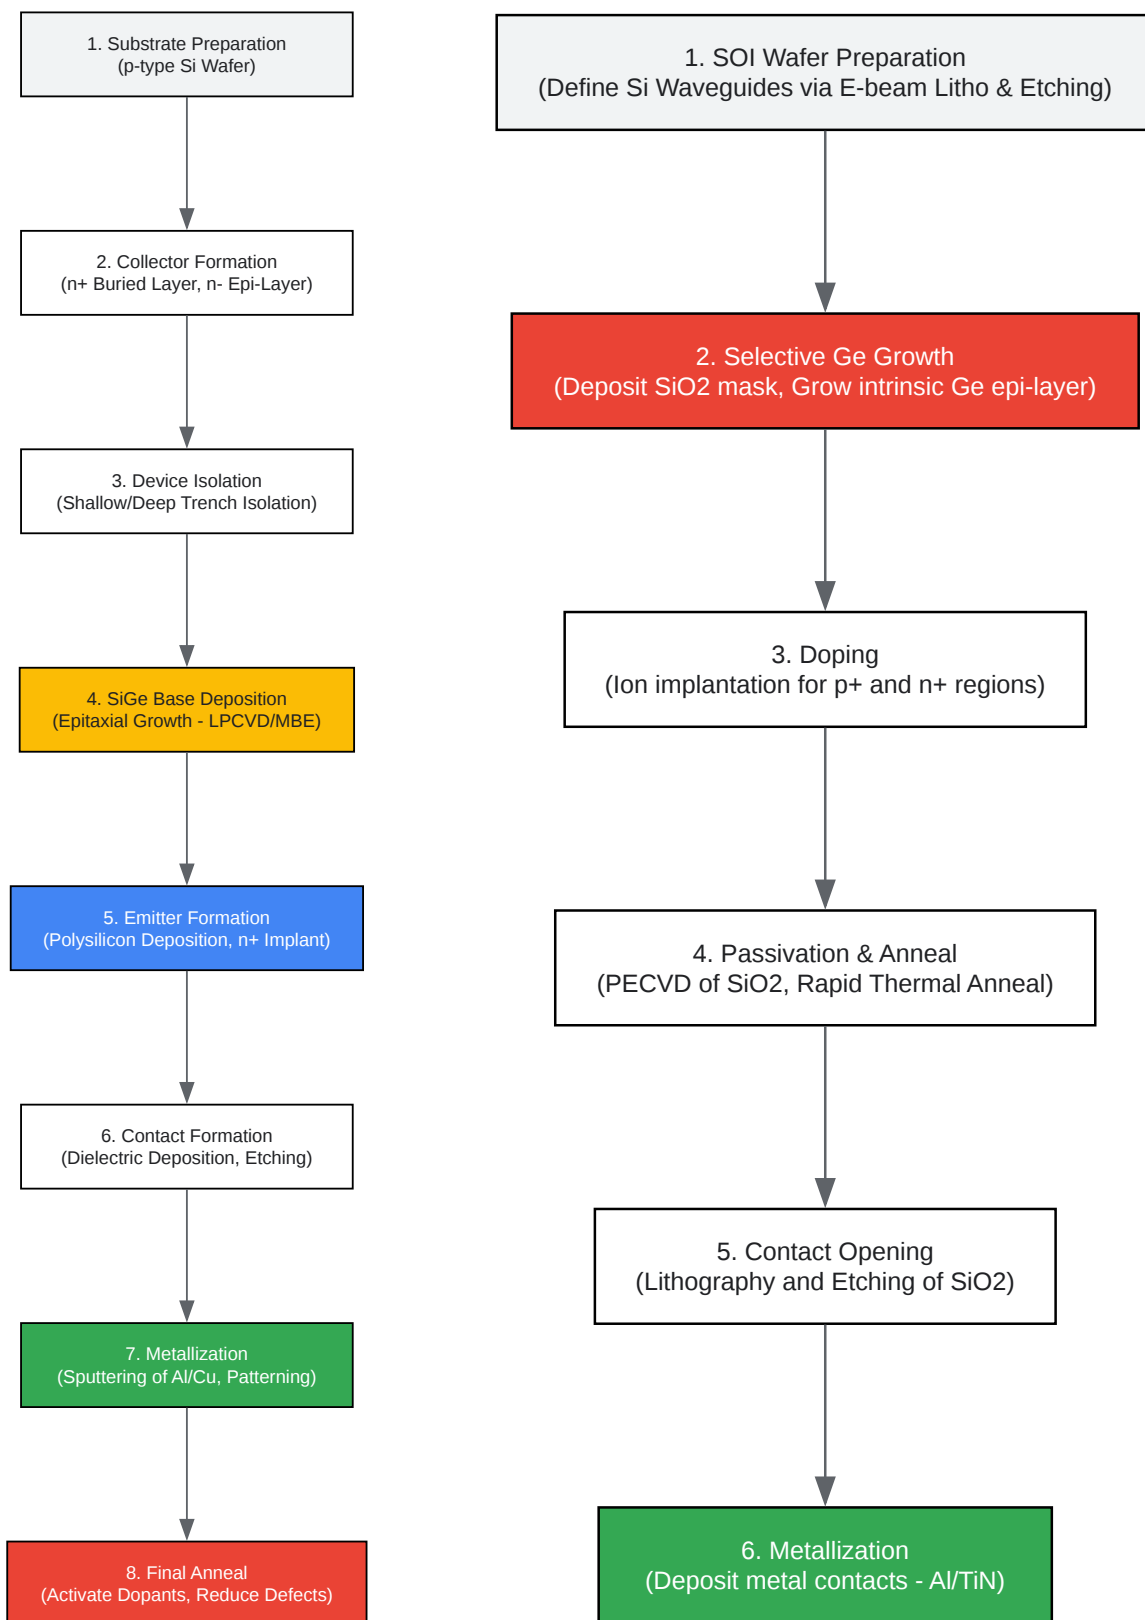 1. Substrate Preparation
(p-type Si Wafer)
2. Collector Formation
(n+ Buried Layer, n- Epi-Layer)
3. Device Isolation
(Shallow/Deep Trench Isolation)
4. SiGe Base Deposition
(Epitaxial Growth - LPCVD/MBE)
5. Emitter Formation
(Polysilicon Deposition, n+ Implant)
6. Contact Formation
(Dielectric Deposition, Etching)
7. Metallization
(Sputtering of Al/Cu, Patterning)
8. Final Anneal
(Activate Dopants, Reduce Defects)
1. SOI Wafer Preparation
(Define Si Waveguides via E-beam Litho & Etching)
2. Selective Ge Growth
(Deposit SiO2 mask, Grow intrinsic Ge epi-layer)
3. Doping
(Ion implantation for p+ and n+ regions)
4. Passivation & Anneal
(PECVD of SiO2, Rapid Thermal Anneal)
5. Contact Opening
(Lithography and Etching of SiO2)
6. Metallization
(Deposit metal contacts - Al/TiN)